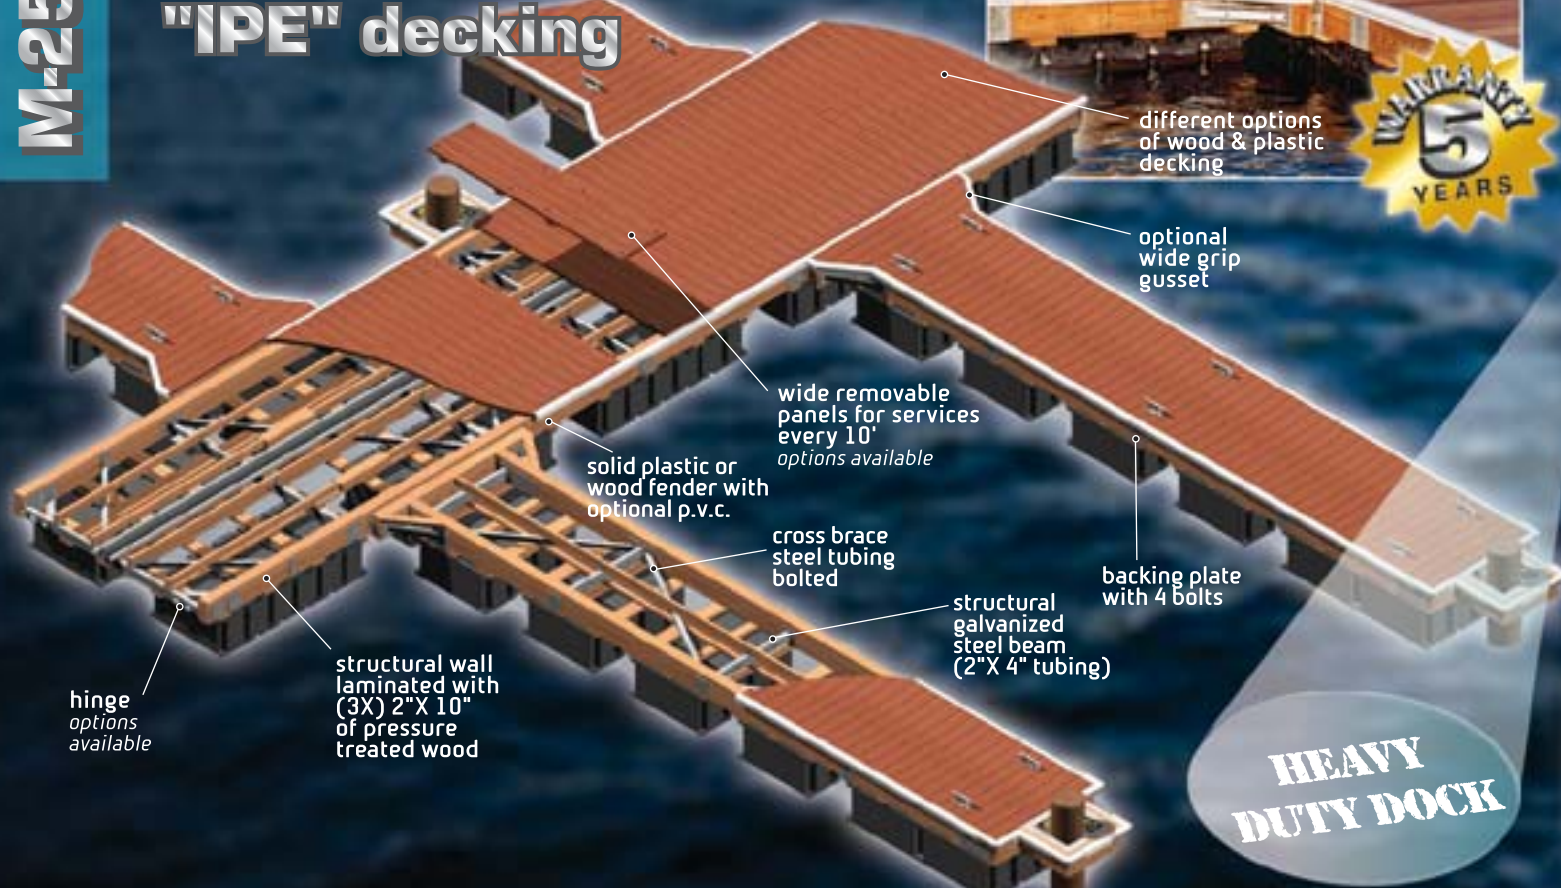 M-25
"IPE" decking
WARRANTY
5
YEARS
different options
of wood & plastic
decking
optional
wide grip
gusset
wide removable
panels for services
every 10'
options available
solid plastic or
wood fender with
optional p.v.c.
cross brace
steel tubing
bolted
backing plate
with 4 bolts
structural
galvanized
steel beam
(2"X 4" tubing)
structural wall
laminated with
(3X) 2"X 10"
of pressure
treated wood
hinge
options
available
HEAVY
DUTY DOCK